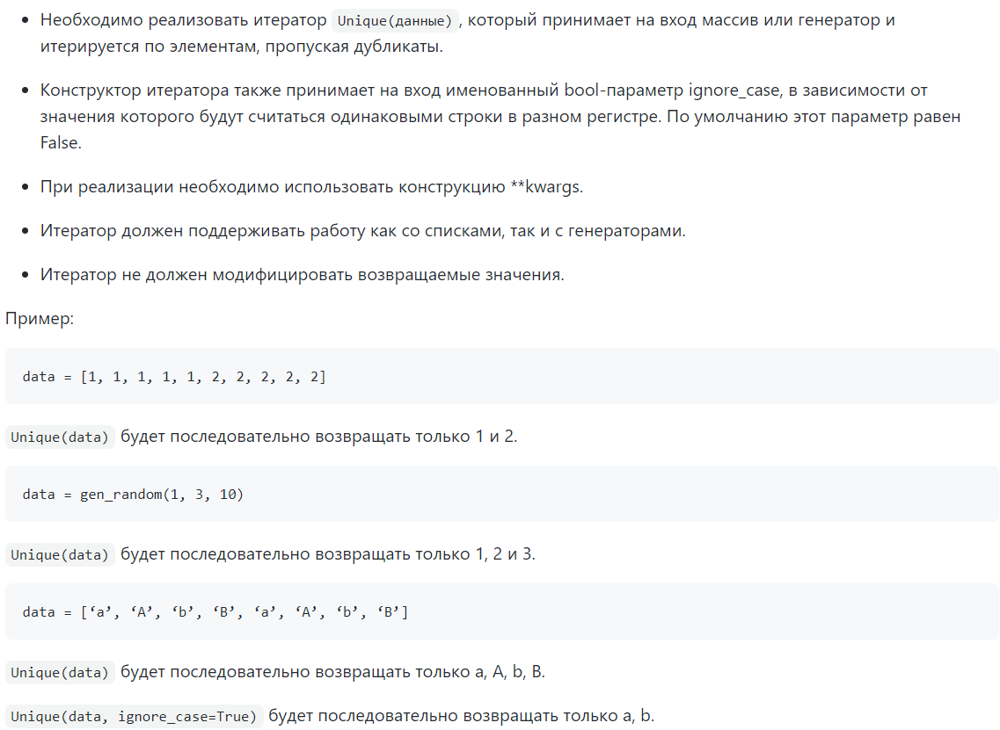 Необходимо реализовать итератор Unique(данные) , который принимает на вход массив или генератор и
итерируется по элементам, пропуская дубликаты.
Конструктор итератора также принимает на вход именованный bool-параметр ignore_case, в зависимости от
значения которого будут считаться одинаковыми строки в разном регистре. По умолчанию этот параметр равен
False.
При реализации необходимо использовать конструкцию **kwargs.
Итератор должен поддерживать работу как со списками, так и с генераторами.
Итератор не должен модифицировать возвращаемые значения.
Пример:
data = [1, 1, 1, 1, 1, 2, 2, 2, 2, 2]
Unique(data) будет последовательно возвращать только 1 и 2.
data = gen_random(1, 3, 10)
Unique(data) будет последовательно возвращать только 1, 2 и 3.
data = [‘a’, ‘A’, ‘b’, ‘B’, ‘a’, ‘A’, ‘b’, ‘B’]
Unique(data) будет последовательно возвращать только a, A, b, B.
Unique(data, ignore_case=True) будет последовательно возвращать только a, b.